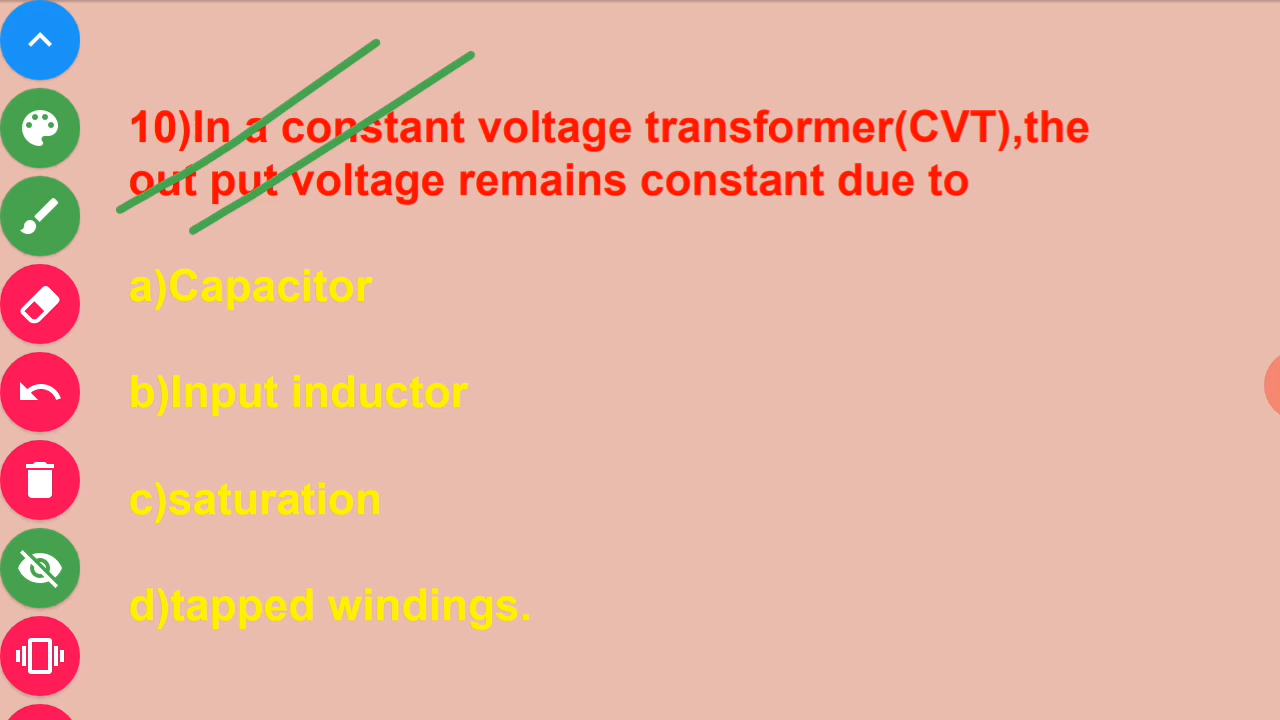 10)In a constant voltage transformer(CVT),the
out put voltage remains constant due to
a)Capacitor
b)Input inductor
c)saturation
d)tapped windings.